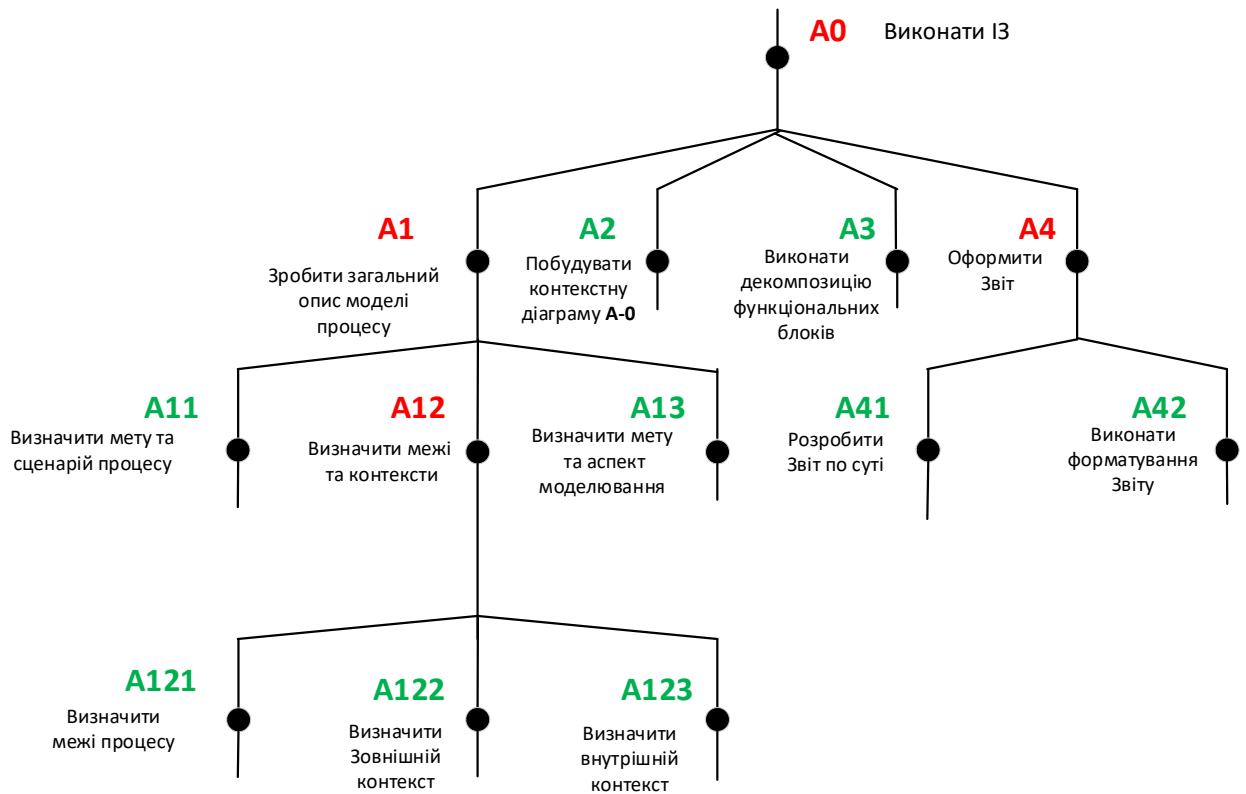 A0 Виконати ІЗ
A1
Зробити загальний
опис моделі
процесу
A2
Побудувати
контекстну
діаграму A-0
A3
Виконати
декомпозицію
функціональних
блоків
A4
Оформити
Звіт
A11
Визначити мету та
сценарій процесу
A12
Визначити межі
та контексти
A13
Визначити мету
та аспект
моделювання
A41
Розробити
Звіт по суті
A42
Виконати
форматування
Звіту
A121
Визначити
межі процесу
A122
Визначити
Зовнішній
контекст
A123
Визначити
внутрішній
контекст